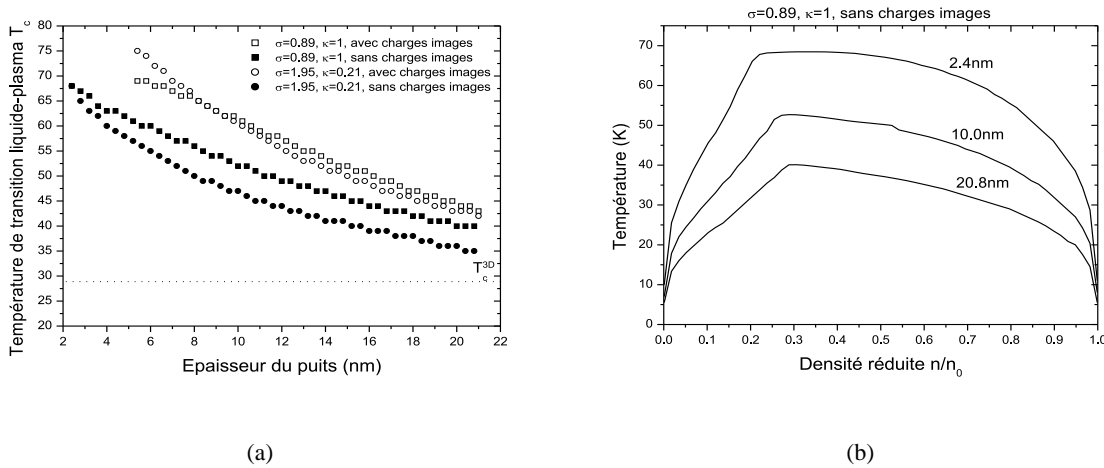 Température de transition liquide-plasma T_c
80
75
70
65
60
55
50
45
40
35
30
25
20
σ=0.89, κ=1, avec charges images
σ=0.89, κ=1, sans charges images
σ=1.95, κ=0.21, avec charges images
σ=1.95, κ=0.21, sans charges images
T_c^3D
2 4 6 8 10 12 14 16 18 20 22
Epaisseur du puits (nm)
(a)
σ=0.89, κ=1, sans charges images
Température (K)
70
60
50
40
30
20
10
0
2.4nm
10.0nm
20.8nm
0.0 0.1 0.2 0.3 0.4 0.5 0.6 0.7 0.8 0.9 1.0
Densité réduite n/n_0
(b)